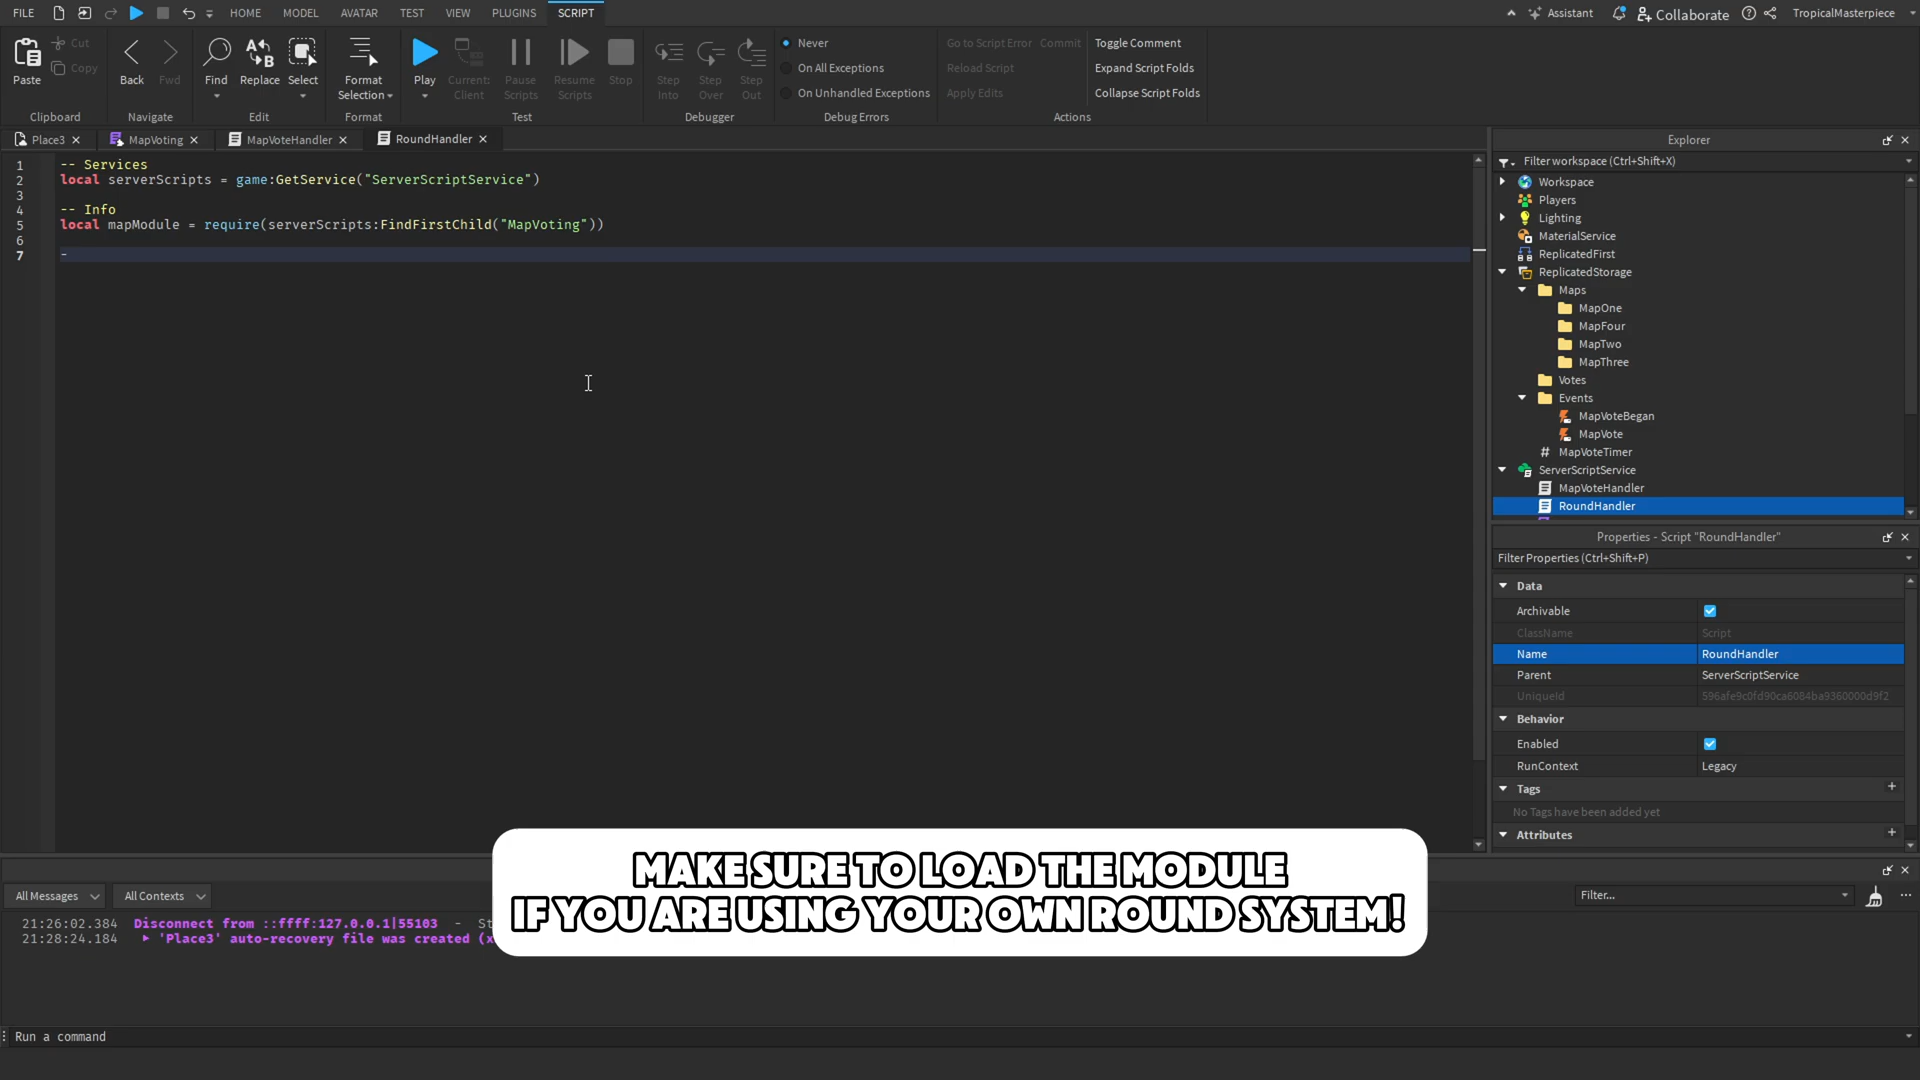 FILE HOME MODEL AVATAR TEST VIEW PLUGINS SCRIPT Assistant Collaborate TropicalMasterpiece
Paste Cut Copy Clipboard
Back Fwd Navigate
Find Replace Select Edit
Format Selection Format
Play Current: Client Pause Scripts Resume Scripts Stop Test
Step Into Step Over Step Out Debugger
Never
On All Exceptions
On Unhandled Exceptions
Debug Errors
Go to Script Error Commit
Reload Script
Apply Edits
Toggle Comment
Expand Script Folds
Collapse Script Folds
Actions
Place3 MapVoting MapVoteHandler RoundHandler
1 -- Services
2 local serverScripts = game:GetService("ServerScriptService")
3
4 -- Info
5 local mapModule = require(serverScripts:FindFirstChild("MapVoting"))
6
7 -
Explorer
Filter workspace (Ctrl+Shift+X)
Workspace
Players
Lighting
MaterialService
ReplicatedFirst
ReplicatedStorage
Maps
MapOne
MapFour
MapTwo
MapThree
Votes
Events
MapVoteBegan
MapVote
MapVoteTimer
ServerScriptService
MapVoteHandler
RoundHandler
Properties - Script "RoundHandler"
Filter Properties (Ctrl+Shift+P)
Data
Archivable
ClassName Script
Name RoundHandler
Parent ServerScriptService
UniqueId 596afe9c0fd90ca6084ba9360000d9f2
Behavior
Enabled
RunContext Legacy
Tags
No Tags have been added yet
Attributes
All Messages All Contexts Filter...
21:26:02.384 Disconnect from ::ffff:127.0.0.1|55103 - St
21:28:24.184 'Place3' auto-recovery file was created (x
MAKE SURE TO LOAD THE MODULE
IF YOU ARE USING YOUR OWN ROUND SYSTEM!
Run a command